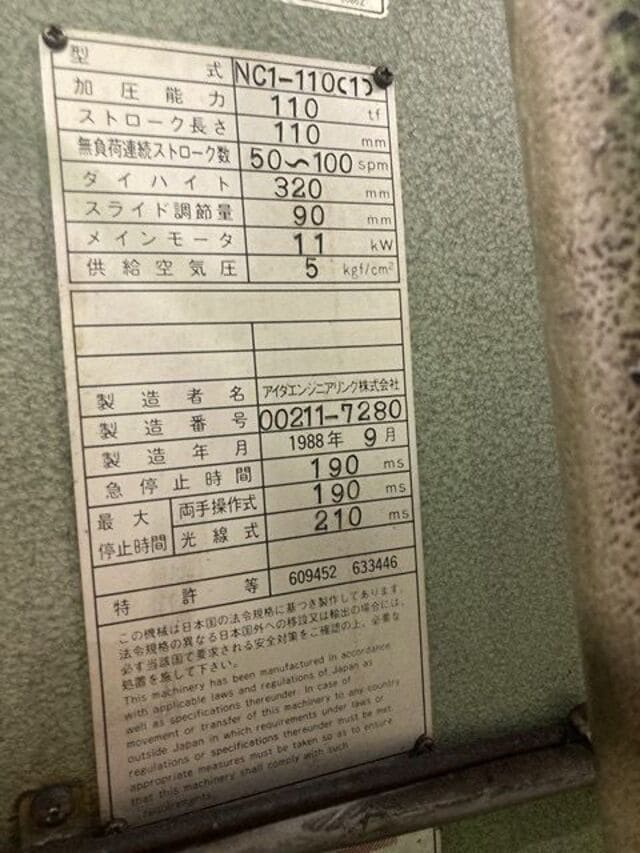 型式 NC1-110(1)
加圧能力 110 tf
ストローク長さ 110 mm
無負荷連続ストローク数 50~100 spm
ダイハイト 320 mm
スライド調節量 90 mm
メインモータ 11 kW
供給空気圧 5 kgf/cm²
製造者名 アイダエンジニアリング株式会社
製造番号 00211-7280
製造年月 1988年 9月
急停止時間 190 ms
最大停止時間 両手操作式 190 ms
光線式 210 ms
特許等 609452 633446
この機械は日本国の法令規格に基づき製作してあります。
法令規格の異なる日本国外への移設又は輸出の場合には、
必ず当該国で要求される安全対策をご確認の上、必要な
処置を施して下さい。
This machinery has been manufactured in accordance
with applicable laws and regulations of Japan as
well as specifications thereunder. In case of
movement or transfer of this machinery to any country
outside Japan in which requirements under laws or
regulations or specifications thereunder must be met.
appropriate measures must be taken so as to ensure
that this machinery shall comply with such
requirements.